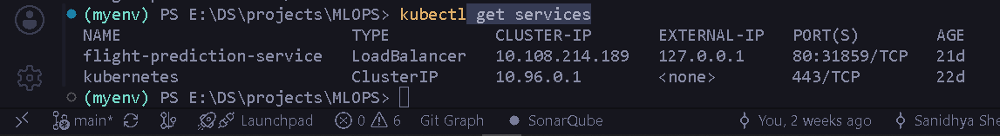 (myenv) PS E:\DS\projects\MLOPS> kubectl get services
NAME TYPE CLUSTER-IP EXTERNAL-IP PORT(S) AGE
flight-prediction-service LoadBalancer 10.108.214.189 127.0.0.1 80:31859/TCP 21d
kubernetes ClusterIP 10.96.0.1 <none> 443/TCP 22d
(myenv) PS E:\DS\projects\MLOPS>
main* Launchpad 0 6 Git Graph SonarQube You, 2 weeks ago Sanidhya She